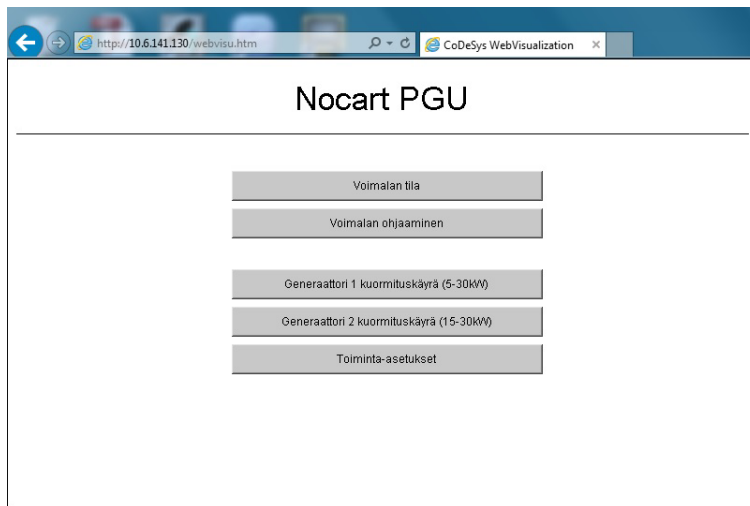 http://10.6.141.130/webvisu.htm
CoDeSys WebVisualization
Nocart PGU
Voimalan tila
Voimalan ohjaaminen
Generaattori 1 kuormituskäyrä (5-30kW)
Generaattori 2 kuormituskäyrä (15-30kW)
Toiminta-asetukset